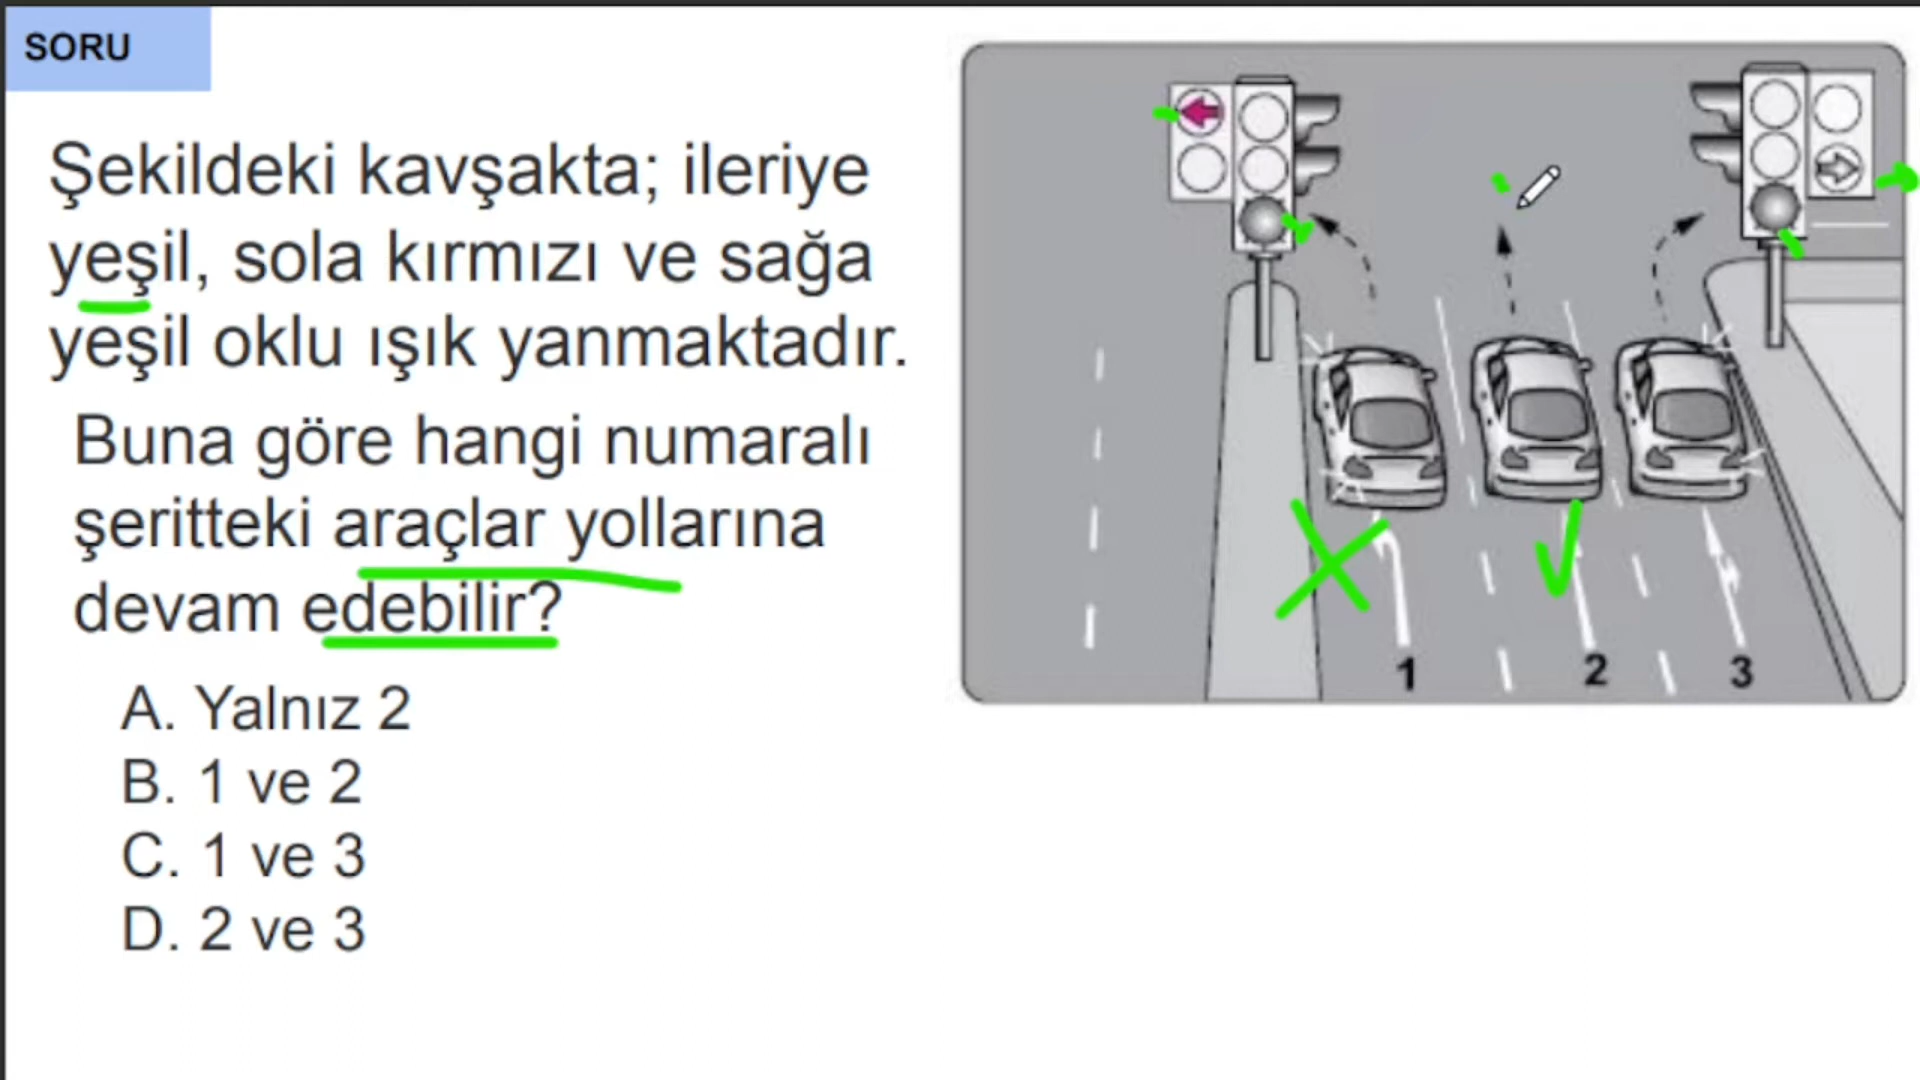 SORU
Şekildeki kavşakta; ileriye
yeşil, sola kırmızı ve sağa
yeşil oklu ışık yanmaktadır.
Buna göre hangi numaralı
şeritteki araçlar yollarına
devam edebilir?
A. Yalnız 2
B. 1 ve 2
C. 1 ve 3
D. 2 ve 3
1 2 3